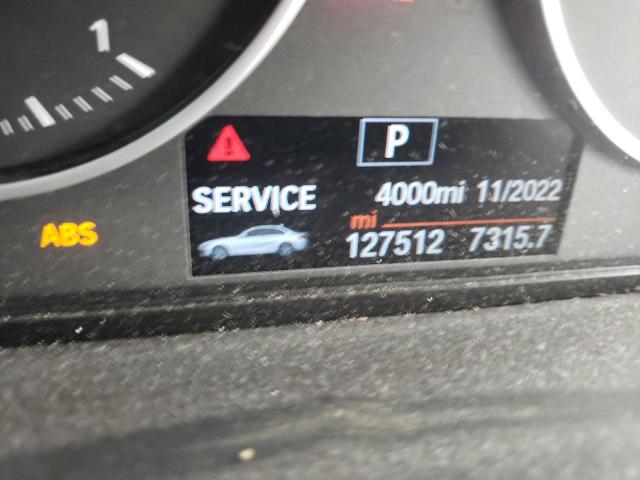 1
P
SERVICE 4000mi 11/2022
mi
ABS
127512 7315.7